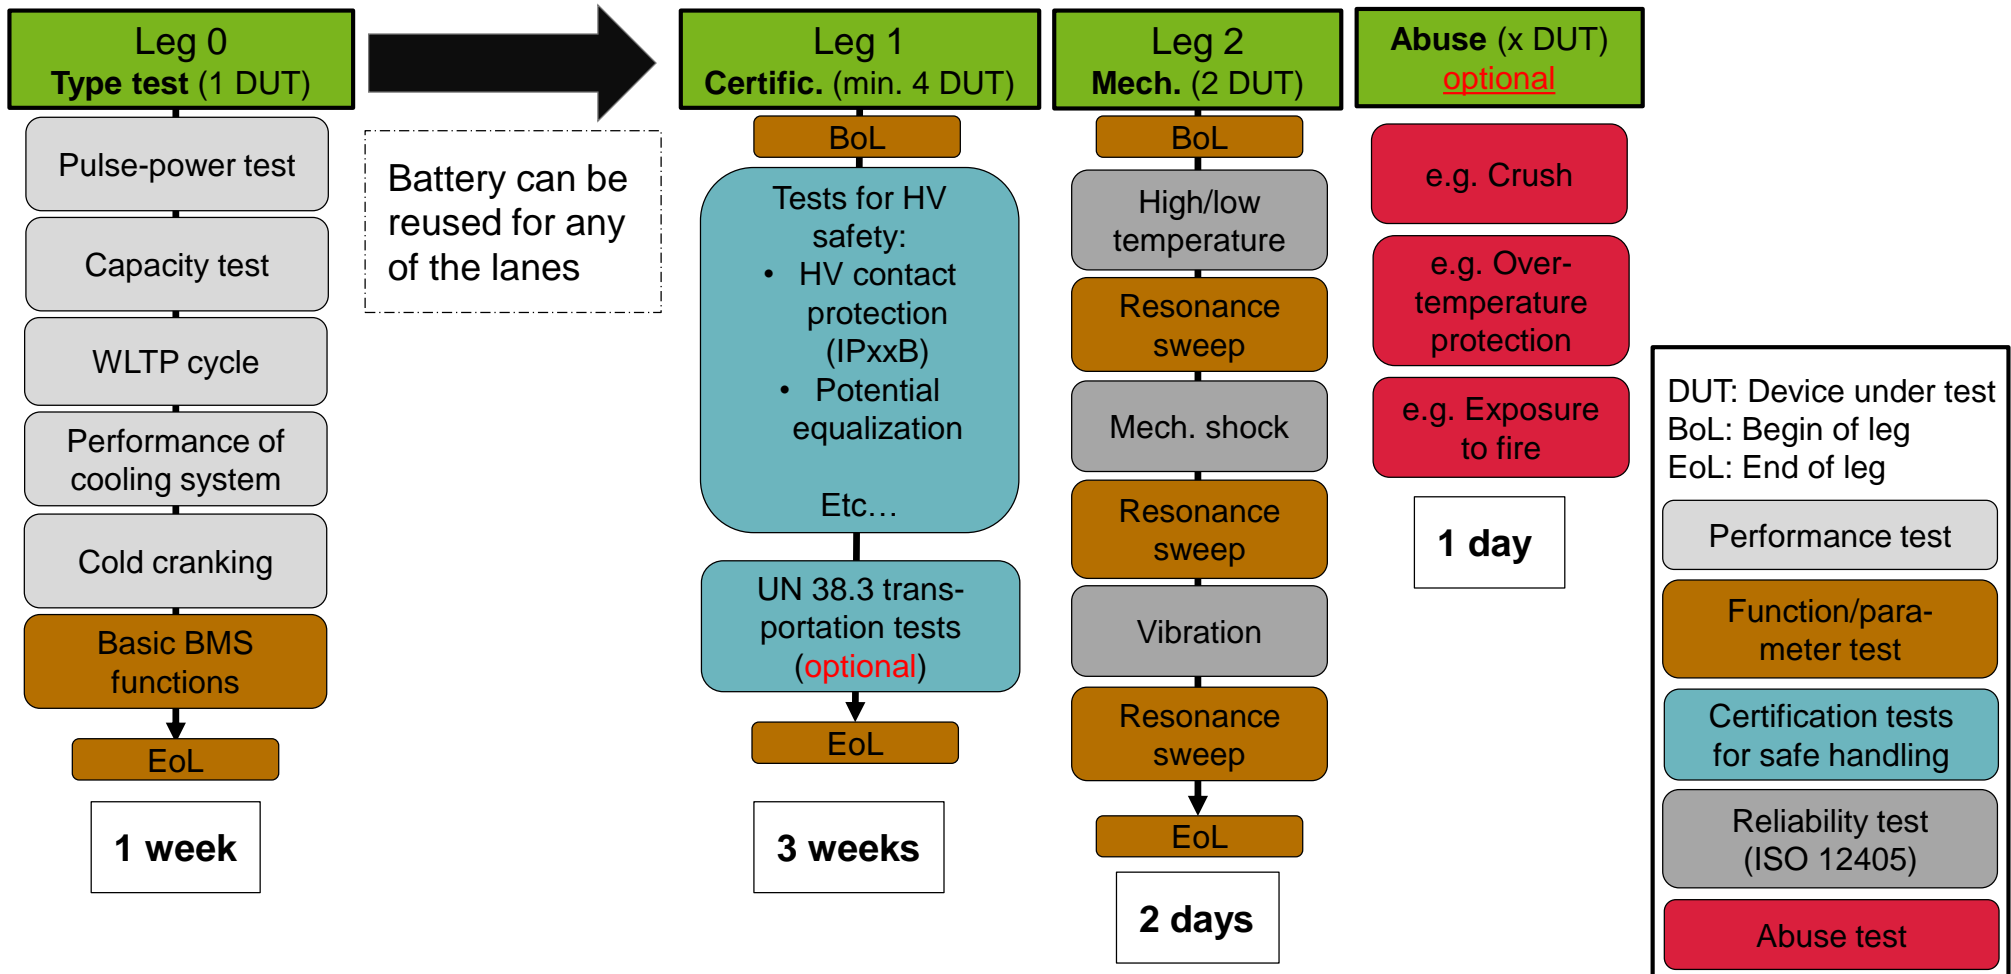 Leg 0
Type test (1 DUT)
Pulse-power test
Capacity test
WLTP cycle
Performance of
cooling system
Cold cranking
Basic BMS
functions
EoL
1 week
Battery can be
reused for any
of the lanes
Leg 1
Certific. (min. 4 DUT)
BoL
Tests for HV
safety:
• HV contact
protection
(IPxxB)
• Potential
equalization
Etc…
UN 38.3 trans-
portation tests
(optional)
EoL
3 weeks
Leg 2
Mech. (2 DUT)
BoL
High/low
temperature
Resonance
sweep
Mech. shock
Resonance
sweep
Vibration
Resonance
sweep
EoL
2 days
Abuse (x DUT)
optional
e.g. Crush
e.g. Over-
temperature
protection
e.g. Exposure
to fire
1 day
DUT: Device under test
BoL: Begin of leg
EoL: End of leg
Performance test
Function/para-
meter test
Certification tests
for safe handling
Reliability test
(ISO 12405)
Abuse test